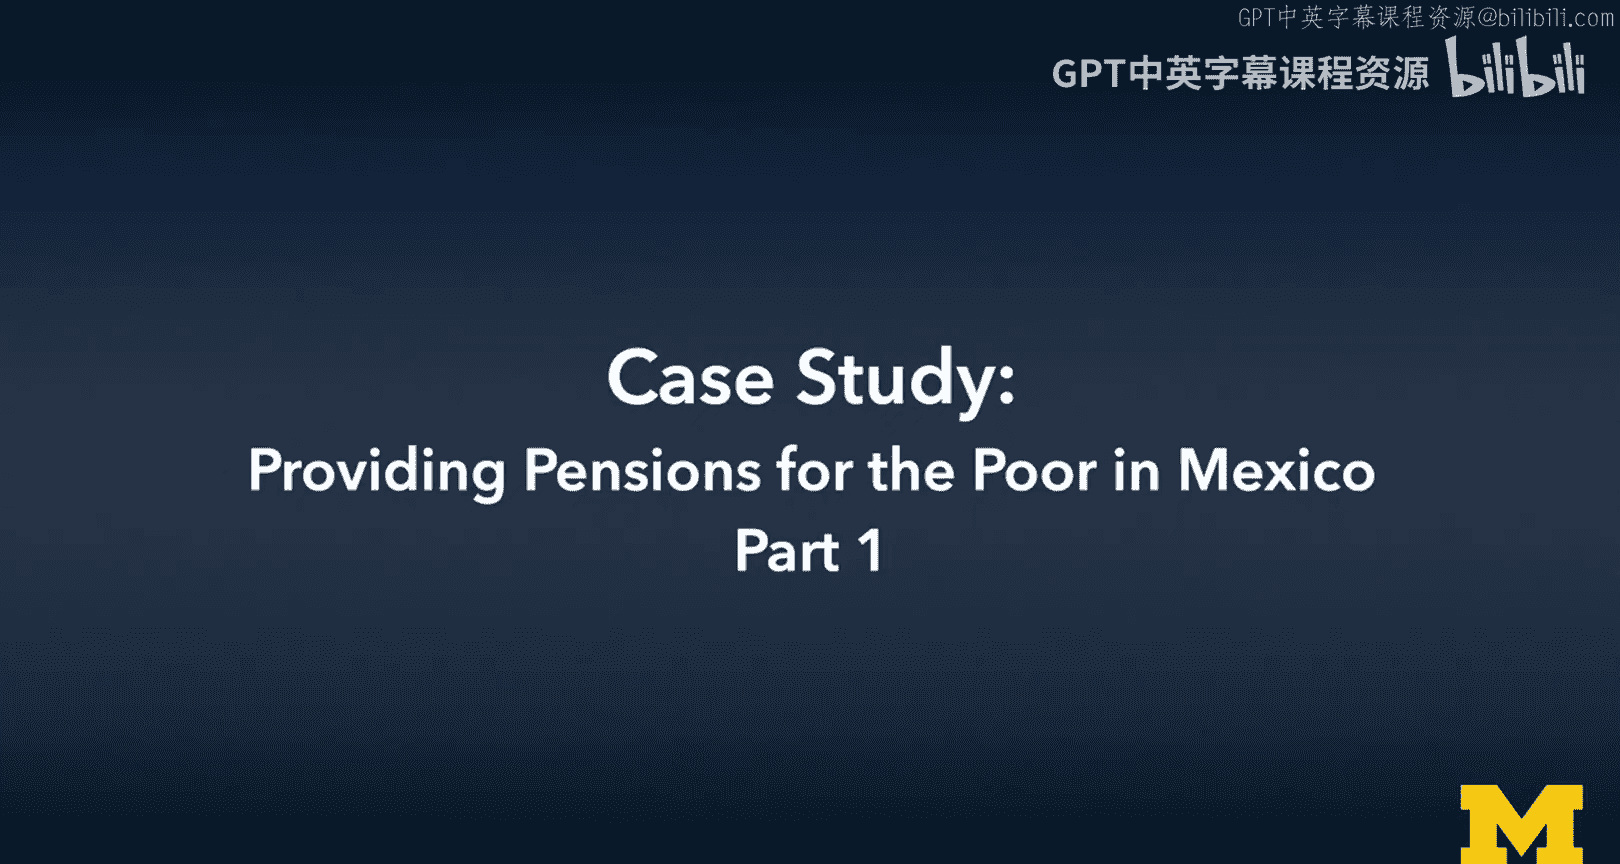 GPT中英字幕课程资源@bilibili.com
GPT中英字幕课程资源 bilibili
Case Study:
Providing Pensions for the Poor in Mexico
Part 1
M